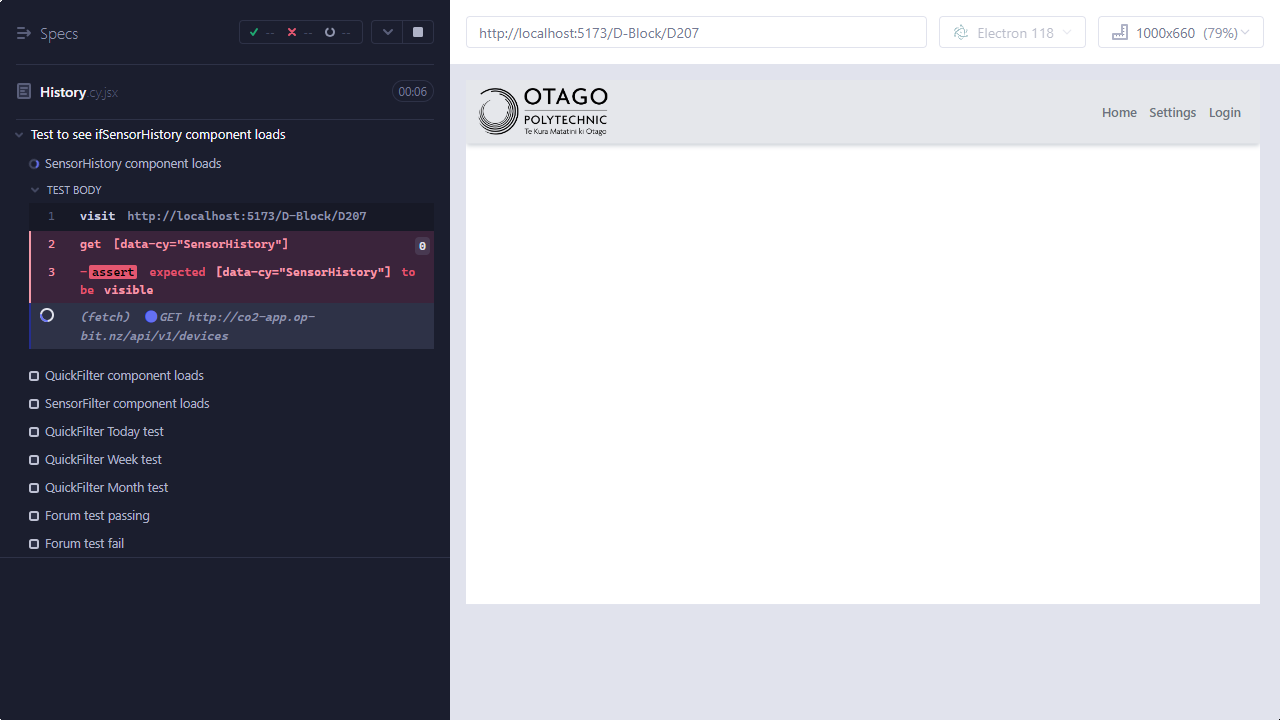 Specs
--
--
--
History.cy.jsx
00:06
Test to see ifSensorHistory component loads
SensorHistory component loads
TEST BODY
1 visit http://localhost:5173/D-Block/D207
2 get [data-cy="SensorHistory"] 0
3 -assert expected [data-cy="SensorHistory"] to
be visible
(fetch) GET http://co2-app.op-
bit.nz/api/v1/devices
QuickFilter component loads
SensorFilter component loads
QuickFilter Today test
QuickFilter Week test
QuickFilter Month test
Forum test passing
Forum test fail
http://localhost:5173/D-Block/D207
Electron 118
1000x660 (79%)
OTAGO
POLYTECHNIC
Te Kura Matatini ki Otago
Home Settings Login